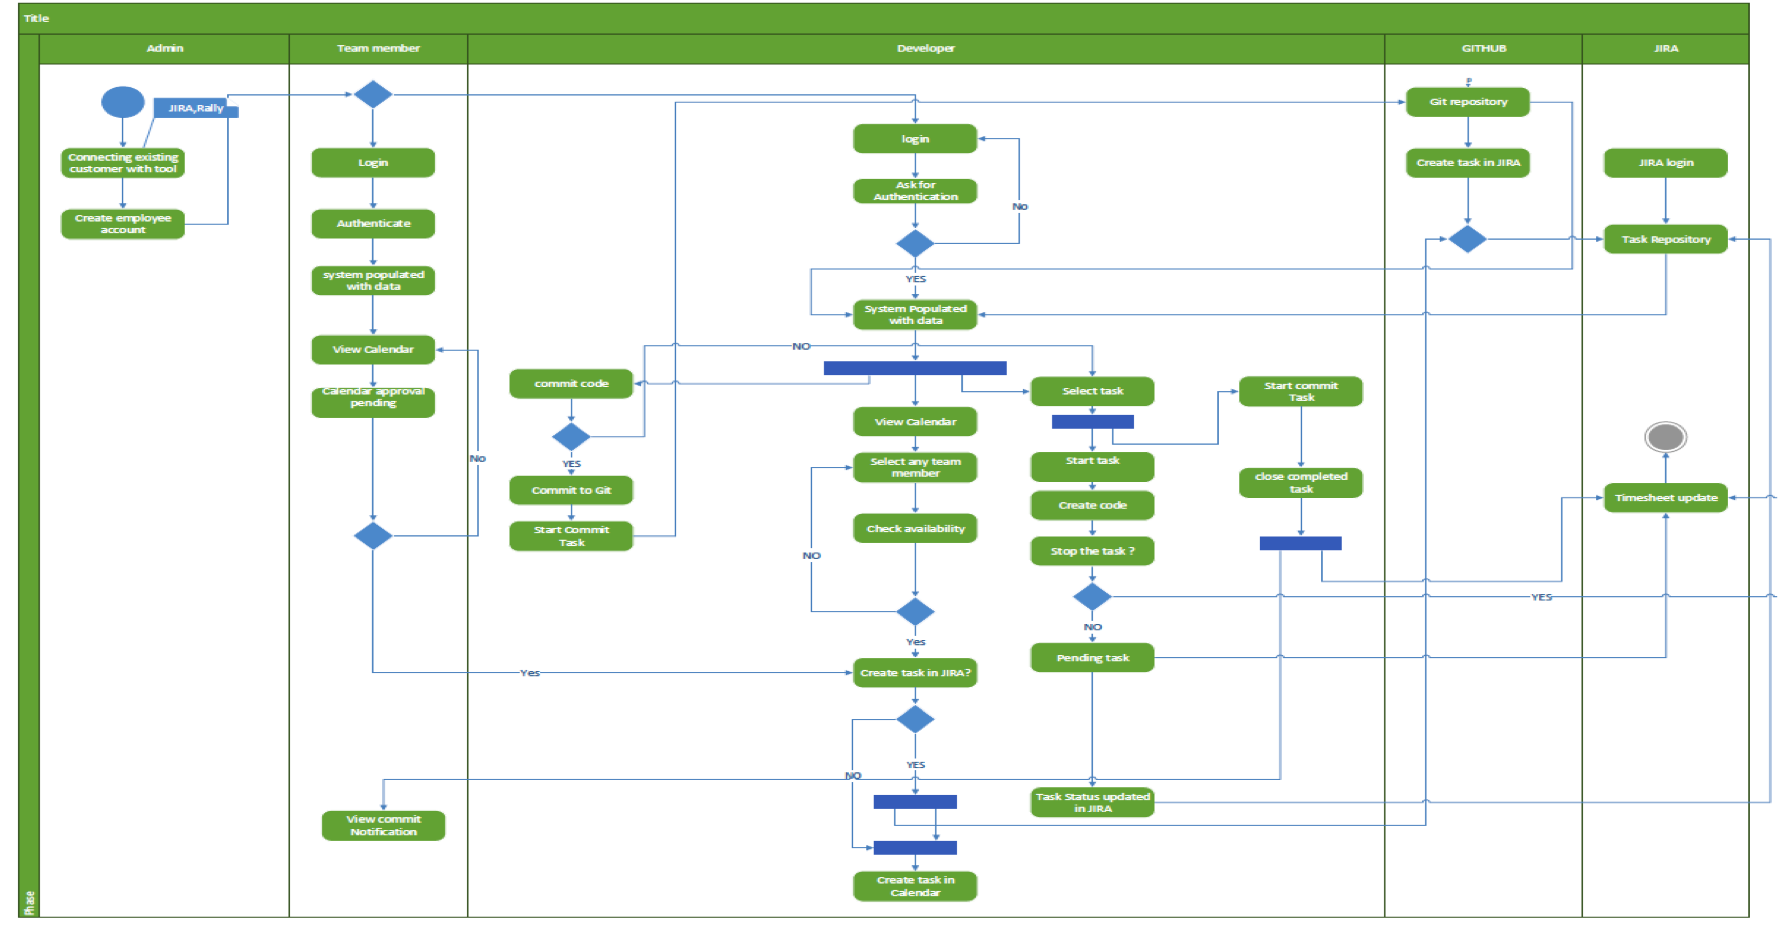 Title
Admin
Team member
Developer
GITHUB
JIRA
Phase
JIRA,Rally
Connecting existing
customer with tool
Create employee
account
Login
Authenticate
system populated
with data
View Calendar
Calendar approval
pending
No
Yes
View commit
Notification
login
Ask for
Authentication
No
YES
System Populated
with data
NO
commit code
YES
Commit to Git
Start Commit
Task
View Calendar
Select any team
member
Check availability
NO
Yes
Create task in JIRA?
NO
YES
Create task in
Calendar
Select task
Start task
Create code
Stop the task ?
YES
NO
Pending task
Task Status updated
in JIRA
Start commit
Task
close completed
task
Git repository
Create task in JIRA
JIRA login
Task Repository
Timesheet update